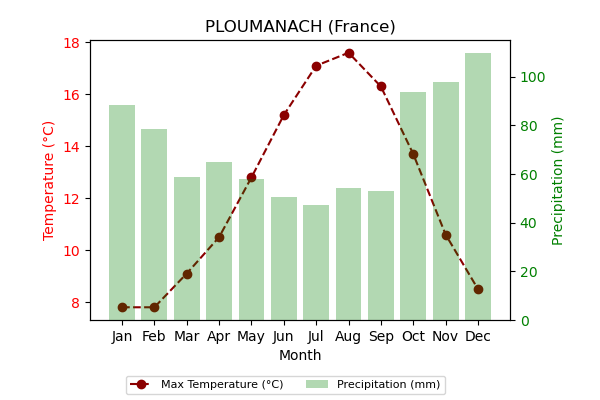 PLOUMANACH (France)
18
16
14
12
10
8
Temperature (°C)
100
80
60
40
20
0
Precipitation (mm)
Jan Feb Mar Apr May Jun Jul Aug Sep Oct Nov Dec
Month
Max Temperature (°C) Precipitation (mm)